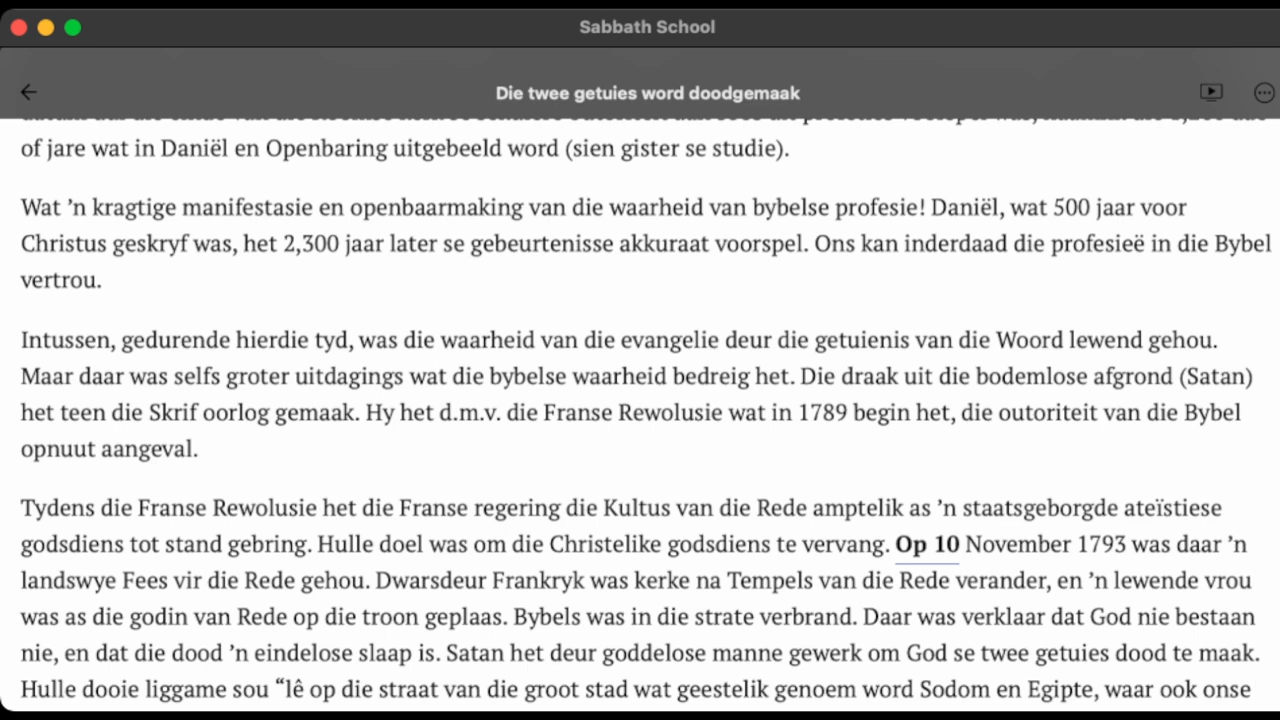 Sabbath School
Die twee getuies word doodgemaak
of jare wat in Daniël en Openbaring uitgebeeld word (sien gister se studie).
Wat ’n kragtige manifestasie en openbaarmaking van die waarheid van bybelse profesie! Daniël, wat 500 jaar voor
Christus geskryf was, het 2,300 jaar later se gebeurtenisse akkuraat voorspel. Ons kan inderdaad die profesieë in die Bybel
vertrou.
Intussen, gedurende hierdie tyd, was die waarheid van die evangelie deur die getuienis van die Woord lewend gehou.
Maar daar was selfs groter uitdagings wat die bybelse waarheid bedreig het. Die draak uit die bodemlose afgrond (Satan)
het teen die Skrif oorlog gemaak. Hy het d.m.v. die Franse Rewolusie wat in 1789 begin het, die outoriteit van die Bybel
opnuut aangeval.
Tydens die Franse Rewolusie het die Franse regering die Kultus van die Rede amptelik as ’n staatsgeborgde ateïstiese
godsdiens tot stand gebring. Hulle doel was om die Christelike godsdiens te vervang. Op 10 November 1793 was daar ’n
landswye Fees vir die Rede gehou. Dwarsdeur Frankryk was kerke na Tempels van die Rede verander, en ’n lewende vrou
was as die godin van Rede op die troon geplaas. Bybels was in die strate verbrand. Daar was verklaar dat God nie bestaan
nie, en dat die dood ’n eindelose slaap is. Satan het deur goddelose manne gewerk om God se twee getuies dood te maak.
Hulle dooie liggame sou “lê op die straat van die groot stad wat geestelik genoem word Sodom en Egipte, waar ook onse